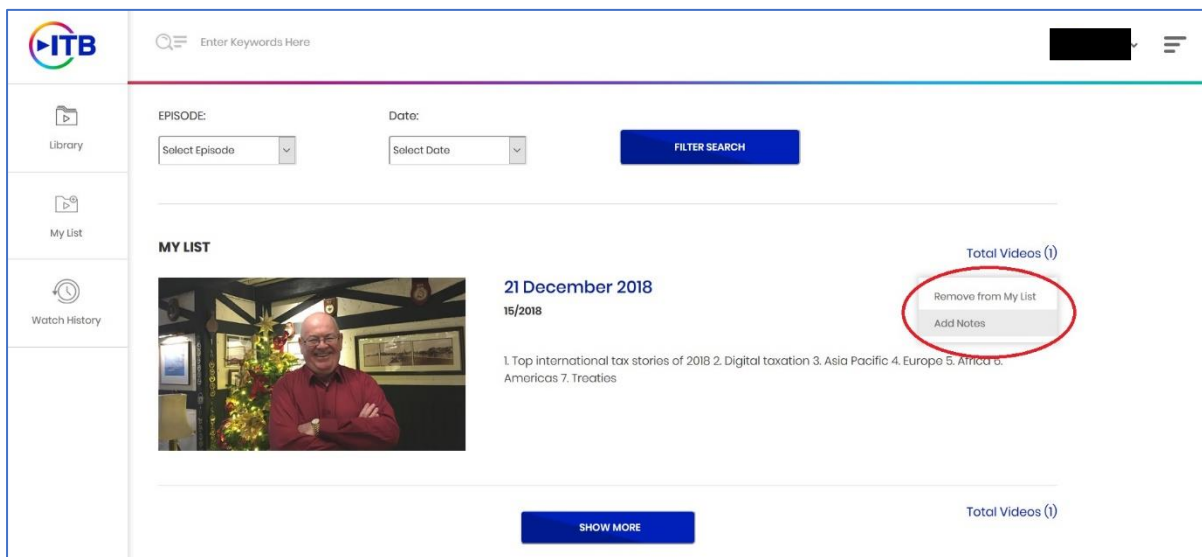 ITB
Enter Keywords Here
Library
My List
Watch History
EPISODE:
Date:
Select Episode
Select Date
FILTER SEARCH
MY LIST
Total Videos (1)
21 December 2018
15/2018
Remove from My List
Add Notes
1. Top international tax stories of 2018 2. Digital taxation 3. Asia Pacific 4. Europe 5. Africa 6.
Americas 7. Treaties
SHOW MORE
Total Videos (1)